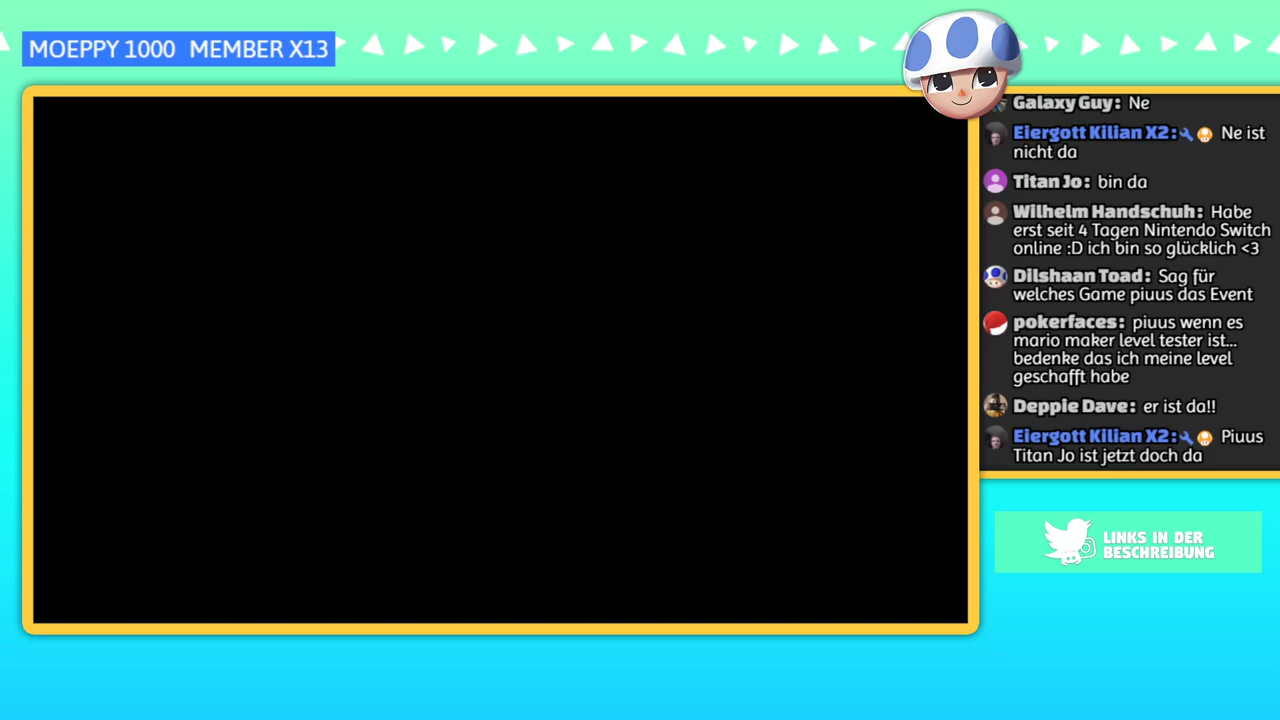 MOEPPY 1000 MEMBER X13
Galaxy Guy: Ne
Eiergott Kilian X2: Ne ist
nicht da
Titan Jo: bin da
Wilhelm Handschuh: Habe
erst seit 4 Tagen Nintendo Switch
online :D ich bin so glücklich <3
Dilshaan Toad: Sag für
welches Game piuus das Event
pokerfaces: piuus wenn es
mario maker level tester ist...
bedenke das ich meine level
geschafft habe
Deppie Dave: er ist da!!
Eiergott Kilian X2: Piuus
Titan Jo ist jetzt doch da
LINKS IN DER
BESCHREIBUNG